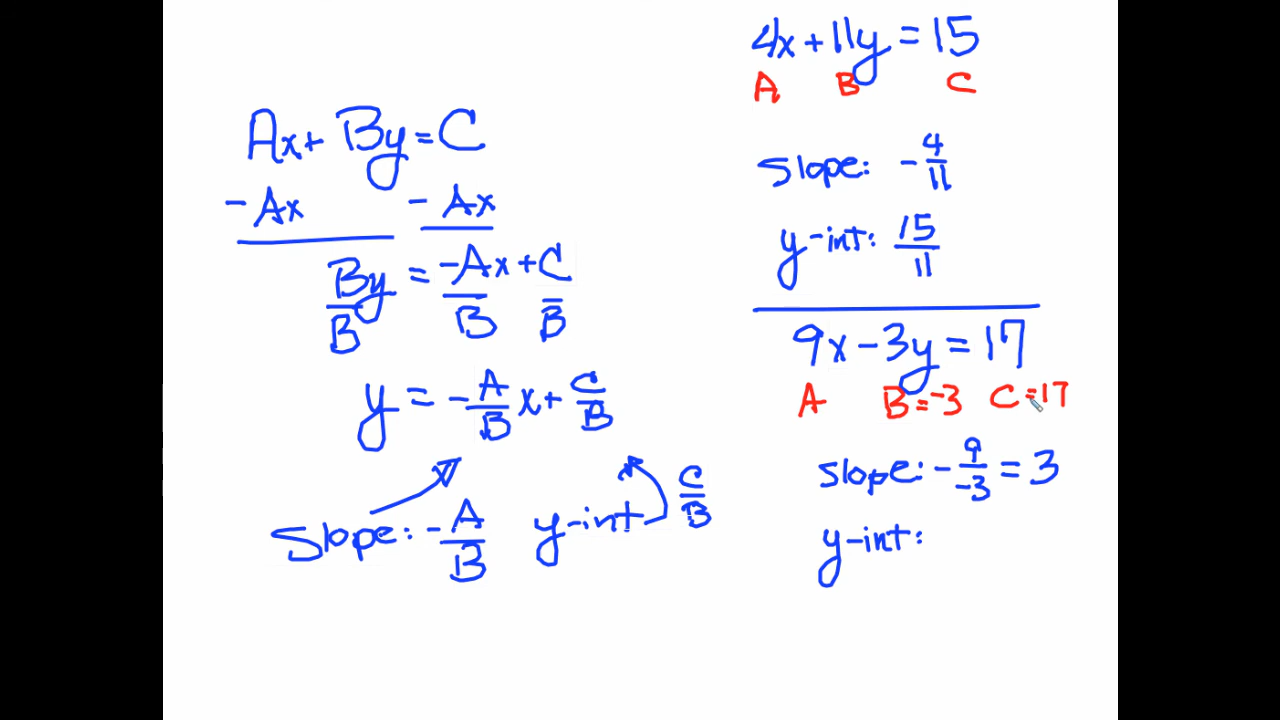 Ax + By = C
- Ax - Ax
By/B = -Ax/B + C/B
y = -A/B x + C/B
Slope: -A/B y-int C/B
4x + 11y = 15
A B C
Slope: -4/11
y-int: 15/11
9x - 3y = 17
A B = -3 C = 17
slope: - 9/-3 = 3
y-int: